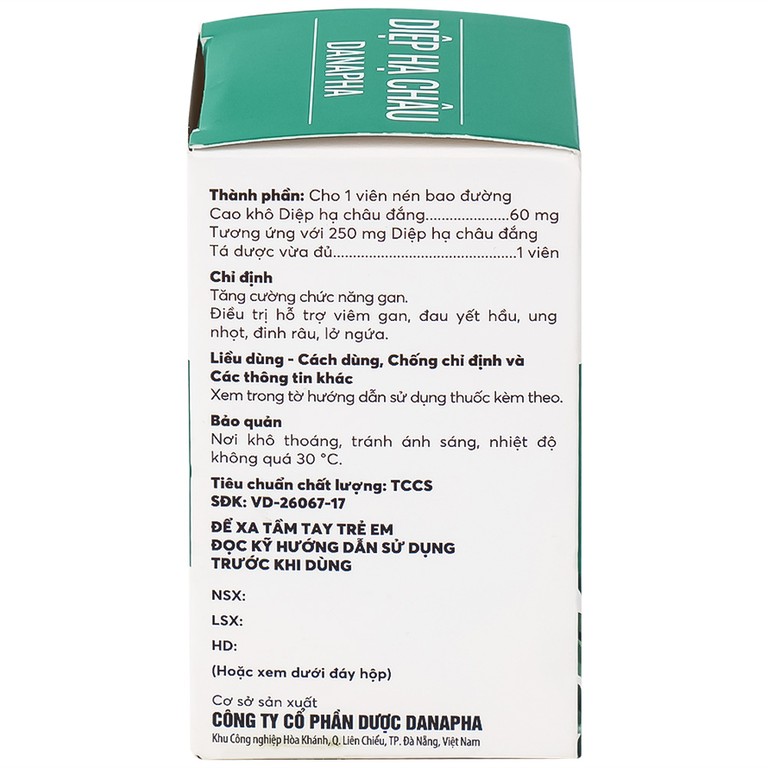 DIỆP HẠ CHÂU
DANAPHA
Thành phần: Cho 1 viên nén bao đường
Cao khô Diệp hạ châu đắng.....................60 mg
Tương ứng với 250 mg Diệp hạ châu đắng
Tá dược vừa đủ..............................................1 viên
Chỉ định
Tăng cường chức năng gan.
Điều trị hỗ trợ viêm gan, đau yết hầu, ung
nhọt, đinh râu, lở ngứa.
Liều dùng - Cách dùng, Chống chỉ định và
Các thông tin khác
Xem trong tờ hướng dẫn sử dụng thuốc kèm theo.
Bảo quản
Nơi khô thoáng, tránh ánh sáng, nhiệt độ
không quá 30 °C.
Tiêu chuẩn chất lượng: TCCS
SĐK: VD-26067-17
ĐỂ XA TẦM TAY TRẺ EM
ĐỌC KỸ HƯỚNG DẪN SỬ DỤNG
TRƯỚC KHI DÙNG
NSX:
LSX:
HD:
(Hoặc xem dưới đáy hộp)
Cơ sở sản xuất
CÔNG TY CỔ PHẦN DƯỢC DANAPHA
Khu Công nghiệp Hòa Khánh, Q. Liên Chiểu, TP. Đà Nẵng, Việt Nam